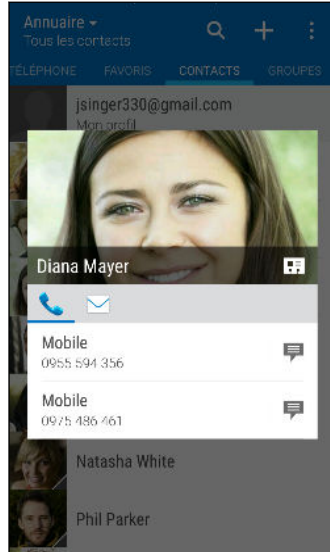 Annuaire
Tous les contacts
TÉLÉPHONE FAVORIS CONTACTS GROUPES
jsinger330@gmail.com
Mon profil
Diana Mayer
Mobile
0955 594 356
Mobile
0975 486 461
Natasha White
Phil Parker